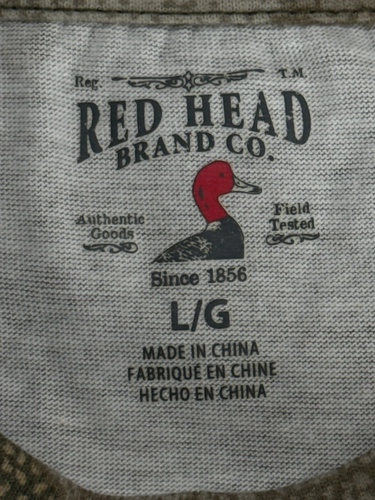 Reg. T.M.
RED HEAD
BRAND CO.
Authentic Goods
Field Tested
Since 1856
L/G
MADE IN CHINA
FABRIQUÉ EN CHINE
HECHO EN CHINA